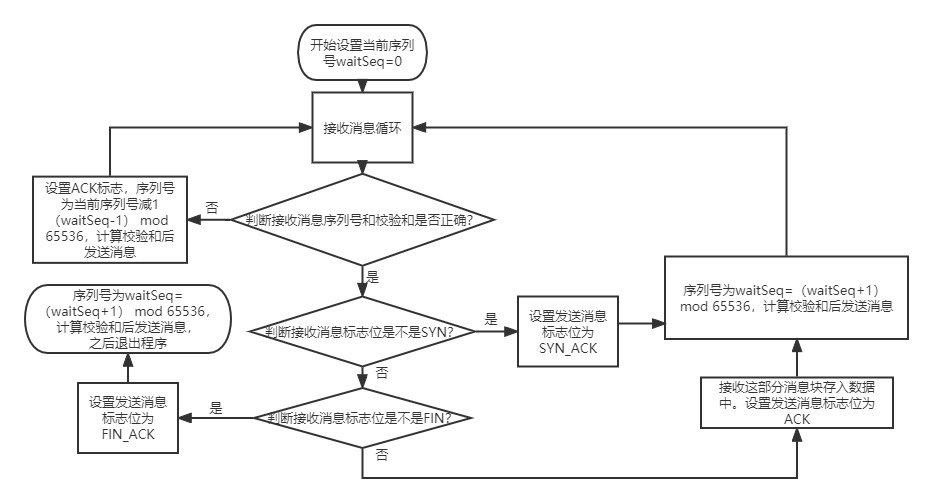 开始设置当前序列
号waitSeq=0
接收消息循环
设置ACK标志，序列号
为当前序列号减1
（waitSeq-1） mod
65536，计算校验和后
发送消息
否
判断接收消息序列号和校验和是否正确?
是
序列号为waitSeq=
（waitSeq+1） mod 65536，
计算校验和后发送消息，
之后退出程序
判断接收消息标志位是不是SYN?
是
设置发送消息
标志位为
SYN_ACK
序列号为waitSeq=（waitSeq+1）
mod 65536，计算校验和后发送消息
否
设置发送消息
标志位为
FIN_ACK
是
判断接收消息标志位是不是FIN?
否
接收这部分消息块存入数据
中。设置发送消息标志位为
ACK